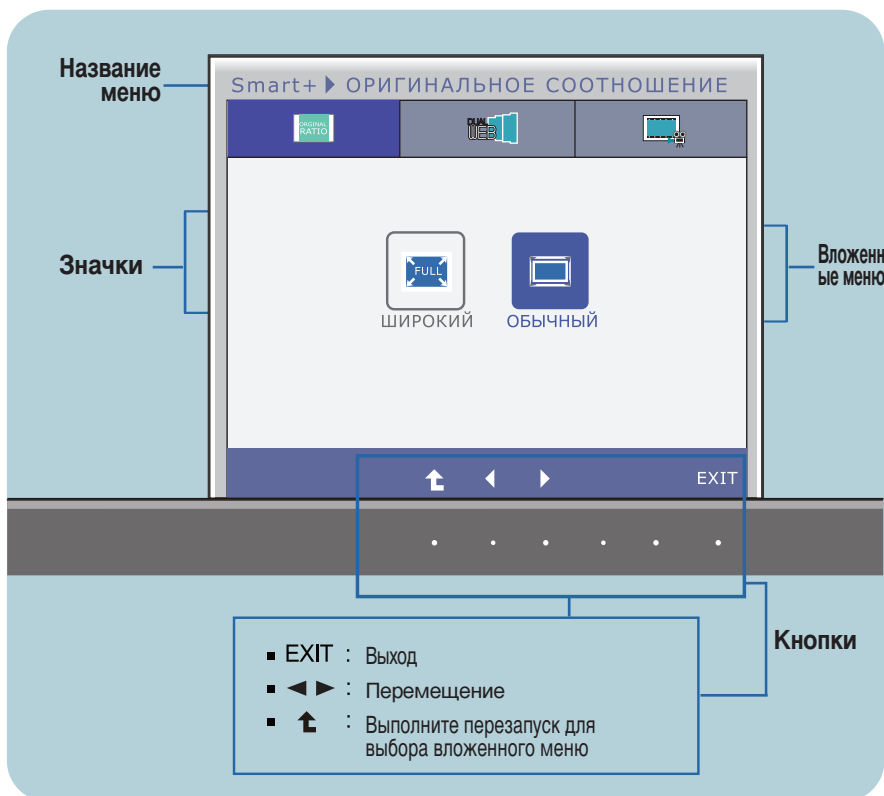 Название
меню
Smart+ ▶ ОРИГИНАЛЬНОЕ СООТНОШЕНИЕ
ORGINAL
RATIO
DUAL
WEB
Значки
FULL
ШИРОКИЙ
ОБЫЧНЫЙ
Вложенн
ые меню
EXIT
Кнопки
EXIT : Выход
◄ ► : Перемещение
: Выполните перезапуск для
выбора вложенного меню